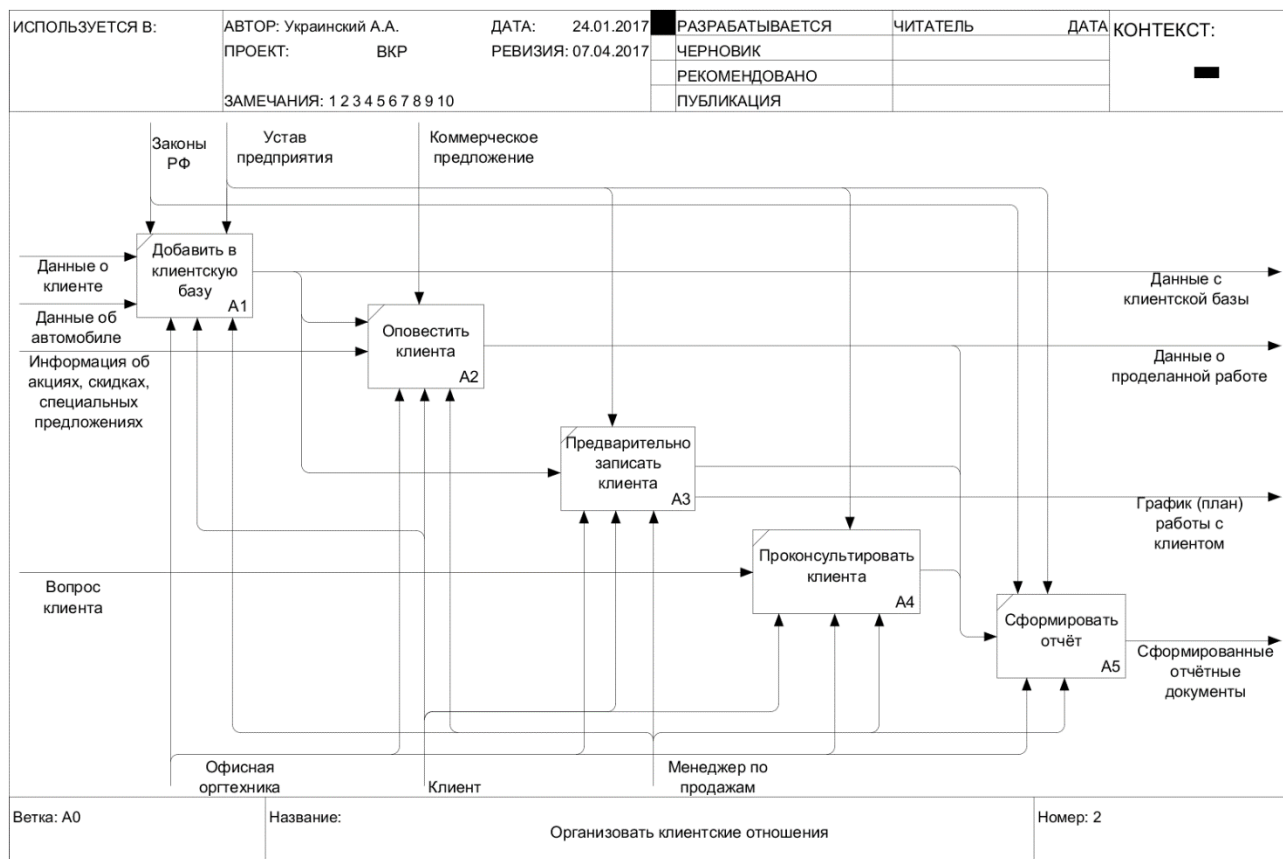 ИСПОЛЬЗУЕТСЯ В:
АВТОР: Украинский А.А.
ДАТА: 24.01.2017
ПРОЕКТ: ВКР
РЕВИЗИЯ: 07.04.2017
ЗАМЕЧАНИЯ: 1 2 3 4 5 6 7 8 9 10
РАЗРАБАТЫВАЕТСЯ
ЧЕРНОВИК
РЕКОМЕНДОВАНО
ПУБЛИКАЦИЯ
ЧИТАТЕЛЬ
ДАТА
КОНТЕКСТ:
Законы
РФ
Устав
предприятия
Коммерческое
предложение
Данные о
клиенте
Данные об
автомобиле
Информация об
акциях, скидках,
специальных
предложениях
Добавить в
клиентскую
базу
A1
Данные с
клиентской базы
Оповестить
клиента
A2
Данные о
проделанной работе
Предварительно
записать
клиента
A3
График (план)
работы с
клиентом
Вопрос
клиента
Проконсультировать
клиента
A4
Сформировать
отчёт
A5
Сформированные
отчётные
документы
Офисная
оргтехника
Клиент
Менеджер по
продажам
Ветка: A0
Название:
Организовать клиентские отношения
Номер: 2